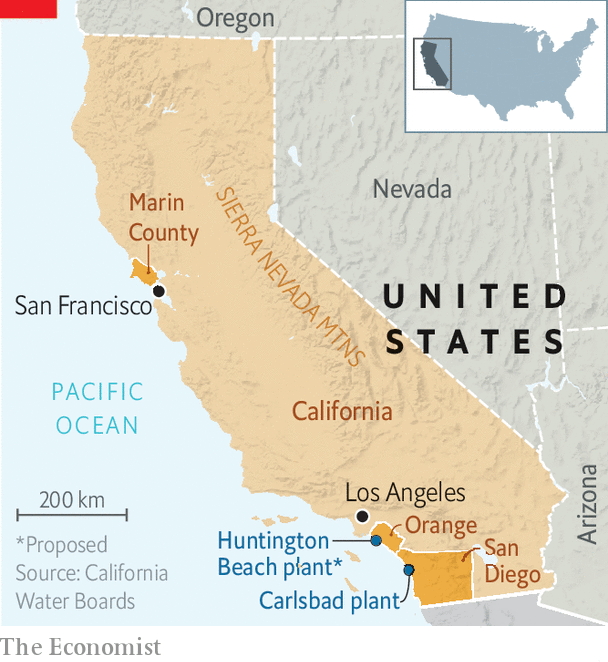 Oregon
Nevada
Marin
County
SIERRA NEVADA MTNS
San Francisco
UNITED
STATES
PACIFIC
OCEAN
California
200 km
Los Angeles
Arizona
*Proposed
Source: California
Water Boards
Orange
Huntington
Beach plant*
San
Diego
Carlsbad plant
The Economist